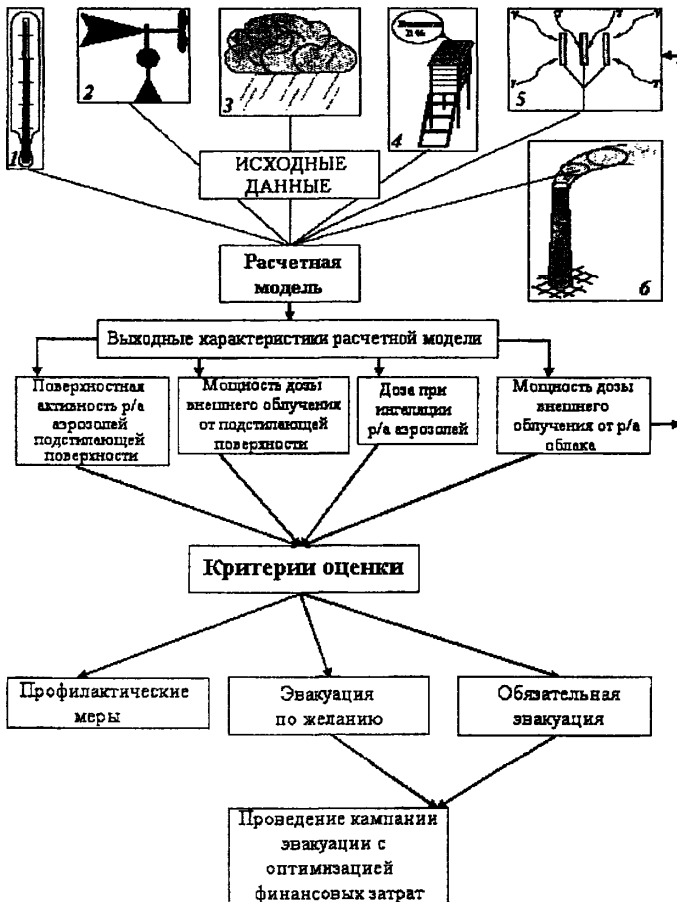 1
2
3
4
5
6
ИСХОДНЫЕ
ДАННЫЕ
Расчетная
модель
Выходные характеристики расчетной модели
Поверхностная
активность р/а
аэрозолей
подстилающей
поверхности
Мощность дозы
внешнего облучения
от подстилающей
поверхности
Доза при
ингаляции
р/а аэрозолей
Мощность дозы
внешнего
облучения от р/а
облака
Критерии оценки
Профилактические
меры
Эвакуация
по желанию
Обязательная
эвакуация
Проведение кампании
эвакуации с
оптимизацией
финансовых затрат